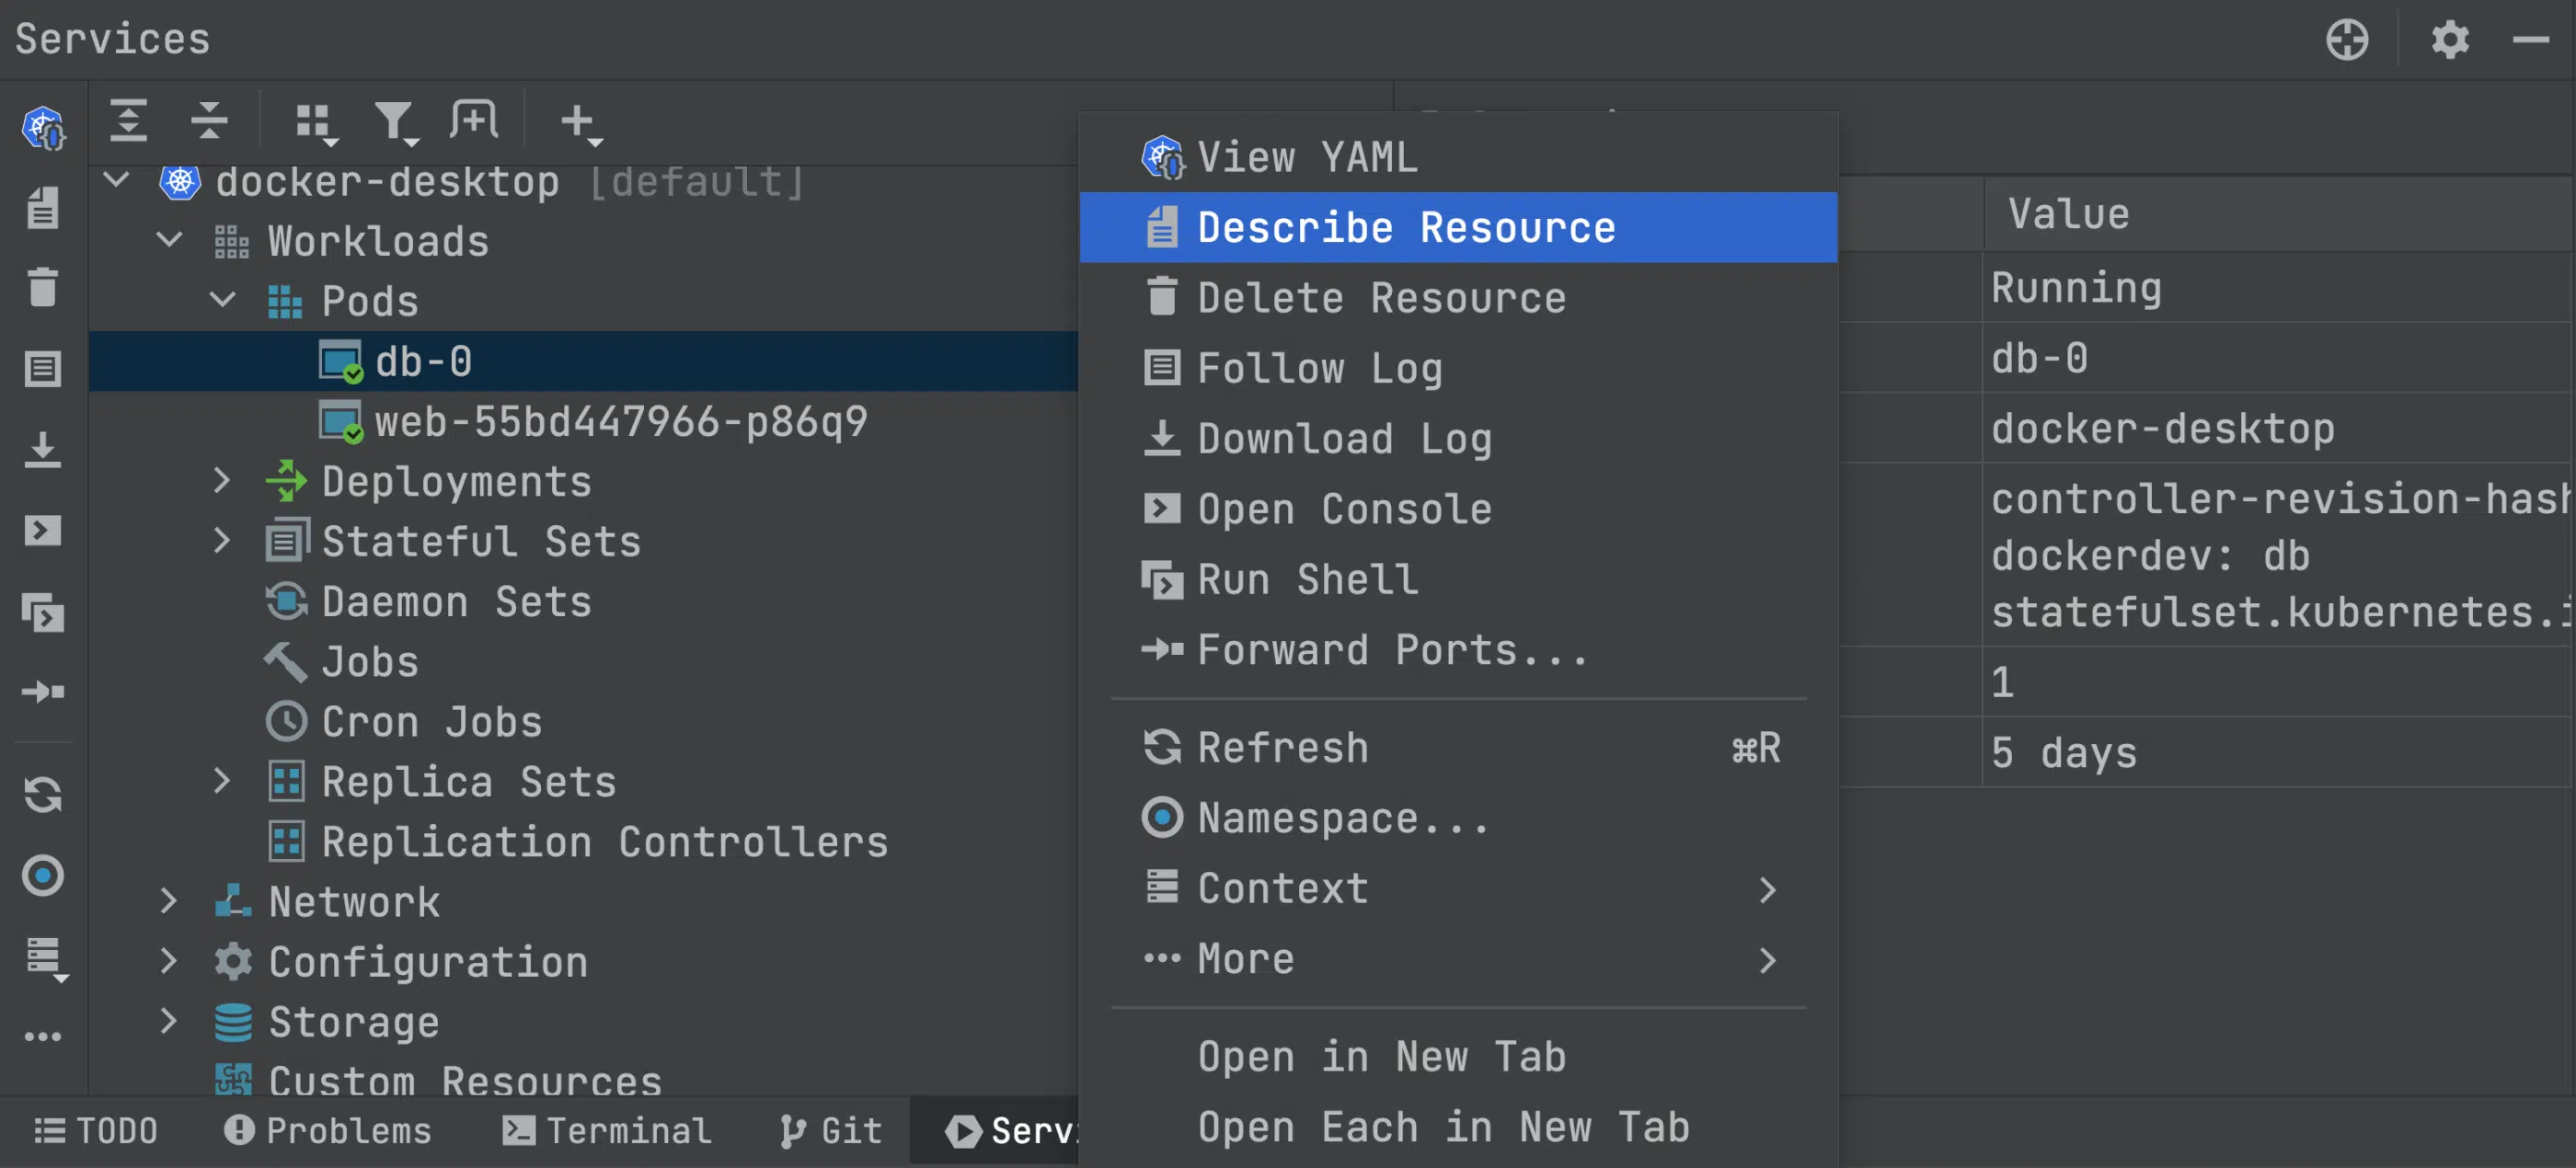 Services
docker-desktop [default]
Workloads
Pods
db-0
web-55bd447966-p86q9
Deployments
Stateful Sets
Daemon Sets
Jobs
Cron Jobs
Replica Sets
Replication Controllers
Network
Configuration
Storage
Custom Resources
View YAML
Describe Resource
Delete Resource
Follow Log
Download Log
Open Console
Run Shell
Forward Ports...
Refresh ⌘R
Namespace...
Context
More
Open in New Tab
Open Each in New Tab
Value
Running
db-0
docker-desktop
controller-revision-hash
dockerdev: db
statefulset.kubernetes.i
1
5 days
TODO
Problems
Terminal
Git
Servi